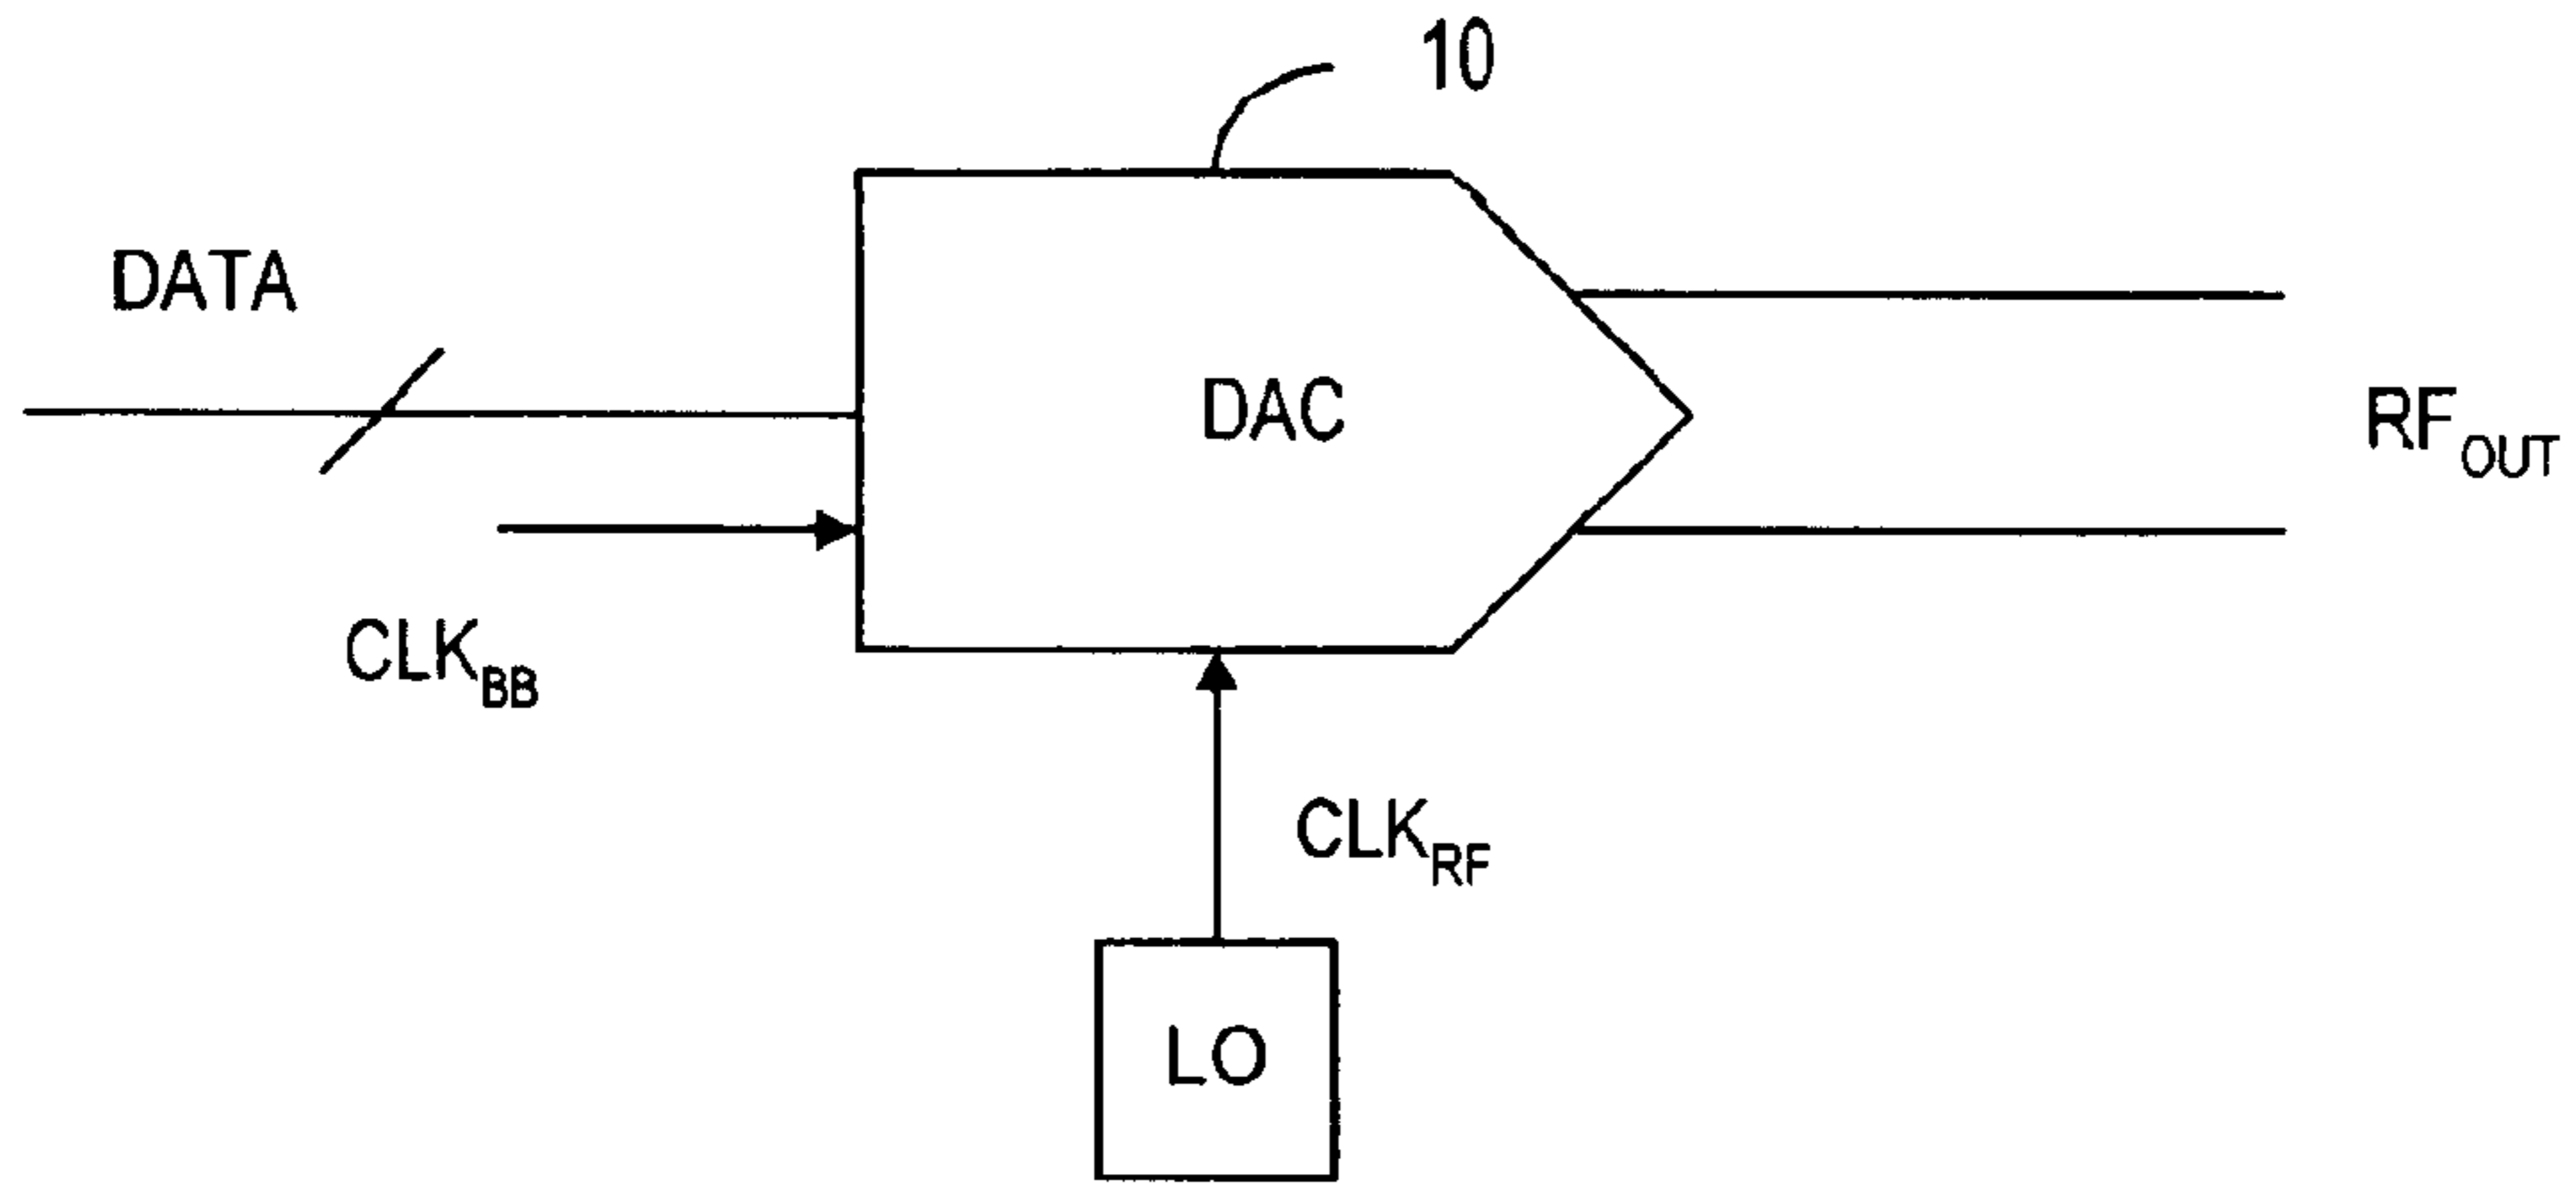 10
DATA
DAC
RF_OUT
CLK_BB
CLK_RF
LO